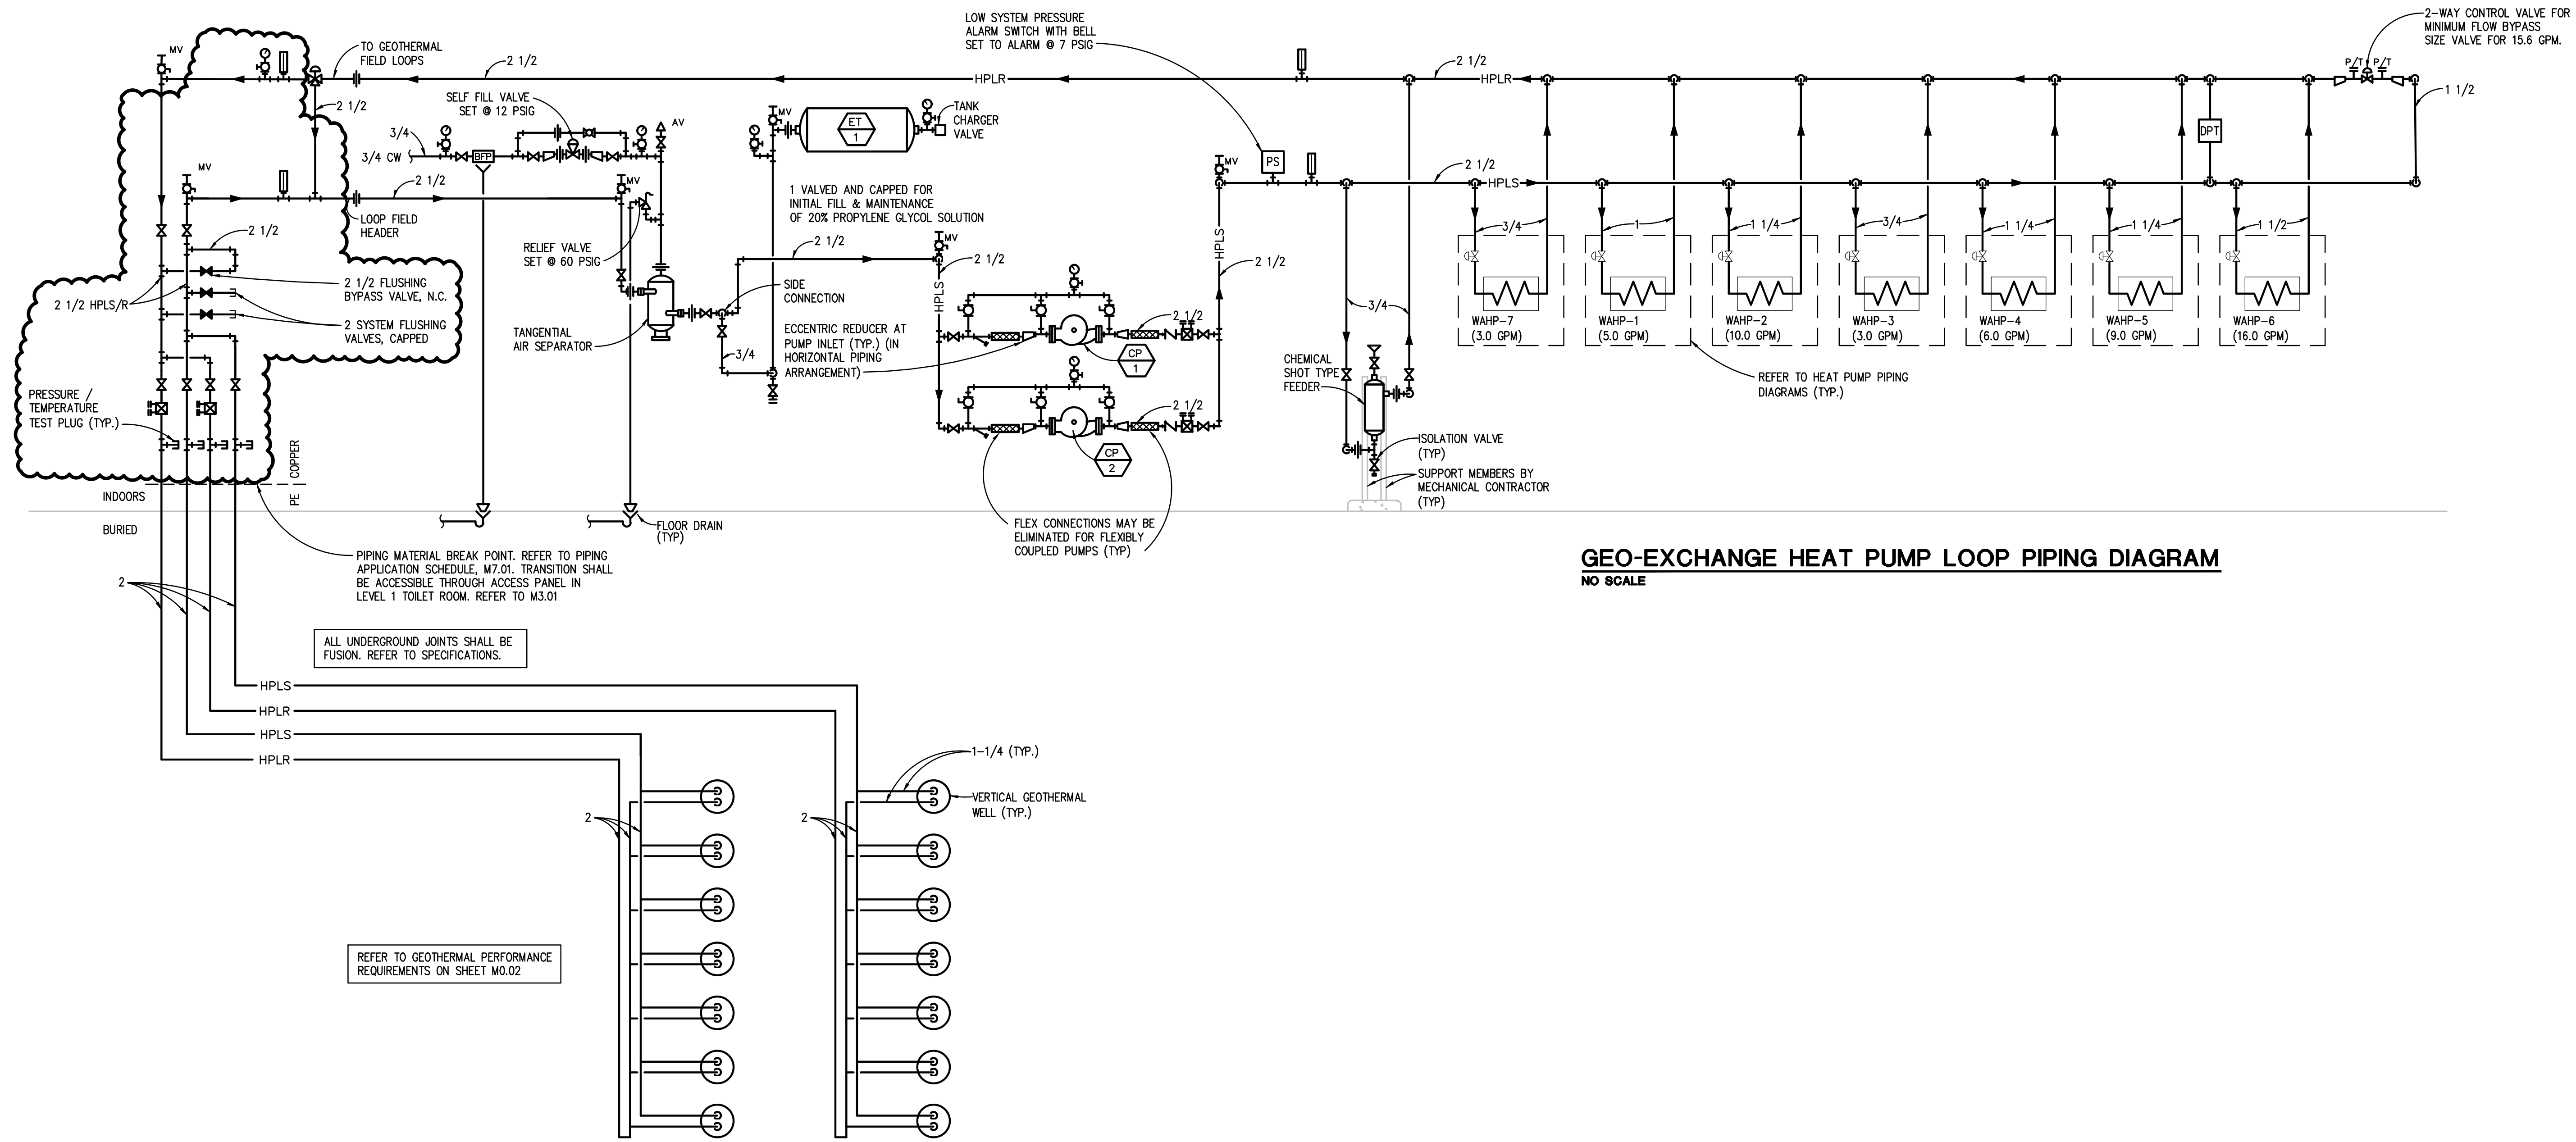 MV
TO GEOTHERMAL
FIELD LOOPS
2 1/2
2 1/2
SELF FILL VALVE
SET @ 12 PSIG
3/4
3/4 CW
BFP
AV
MV
ET
1
TANK
CHARGER
VALVE
LOW SYSTEM PRESSURE
ALARM SWITCH WITH BELL
SET TO ALARM @ 7 PSIG
HPLR
2 1/2
HPLR
2-WAY CONTROL VALVE FOR
MINIMUM FLOW BYPASS
SIZE VALVE FOR 15.6 GPM.
P/T
P/T
1 1/2
DPT
MV
2 1/2
LOOP FIELD
HEADER
MV
RELIEF VALVE
SET @ 60 PSIG
1 VALVED AND CAPPED FOR
INITIAL FILL & MAINTENANCE
OF 20% PROPYLENE GLYCOL SOLUTION
2 1/2
MV
2 1/2
HPLS
MV
PS
2 1/2
HPLS
HPLS
2 1/2
2 1/2
2 1/2 FLUSHING
BYPASS VALVE, N.C.
2 1/2 HPLS/R
2 SYSTEM FLUSHING
VALVES, CAPPED
TANGENTIAL
AIR SEPARATOR
SIDE
CONNECTION
3/4
ECCENTRIC REDUCER AT
PUMP INLET (TYP.) (IN
HORIZONTAL PIPING
ARRANGEMENT)
2 1/2
CP
1
2 1/2
CP
2
3/4
3/4
WAHP-7
(3.0 GPM)
1
WAHP-1
(5.0 GPM)
1 1/4
WAHP-2
(10.0 GPM)
3/4
WAHP-3
(3.0 GPM)
1 1/4
WAHP-4
(6.0 GPM)
1 1/4
WAHP-5
(9.0 GPM)
1 1/2
WAHP-6
(16.0 GPM)
REFER TO HEAT PUMP PIPING
DIAGRAMS (TYP.)
CHEMICAL
SHOT TYPE
FEEDER
ISOLATION VALVE
(TYP)
SUPPORT MEMBERS BY
MECHANICAL CONTRACTOR
(TYP)
PRESSURE /
TEMPERATURE
TEST PLUG (TYP.)
COPPER
PE
INDOORS
BURIED
FLOOR DRAIN
(TYP)
FLEX CONNECTIONS MAY BE
ELIMINATED FOR FLEXIBLY
COUPLED PUMPS (TYP)
GEO-EXCHANGE HEAT PUMP LOOP PIPING DIAGRAM
NO SCALE
PIPING MATERIAL BREAK POINT. REFER TO PIPING
APPLICATION SCHEDULE, M7.01. TRANSITION SHALL
BE ACCESSIBLE THROUGH ACCESS PANEL IN
LEVEL 1 TOILET ROOM. REFER TO M3.01
2
ALL UNDERGROUND JOINTS SHALL BE
FUSION. REFER TO SPECIFICATIONS.
HPLS
HPLR
HPLS
HPLR
1-1/4 (TYP.)
VERTICAL GEOTHERMAL
WELL (TYP.)
2
2
REFER TO GEOTHERMAL PERFORMANCE
REQUIREMENTS ON SHEET M0.02